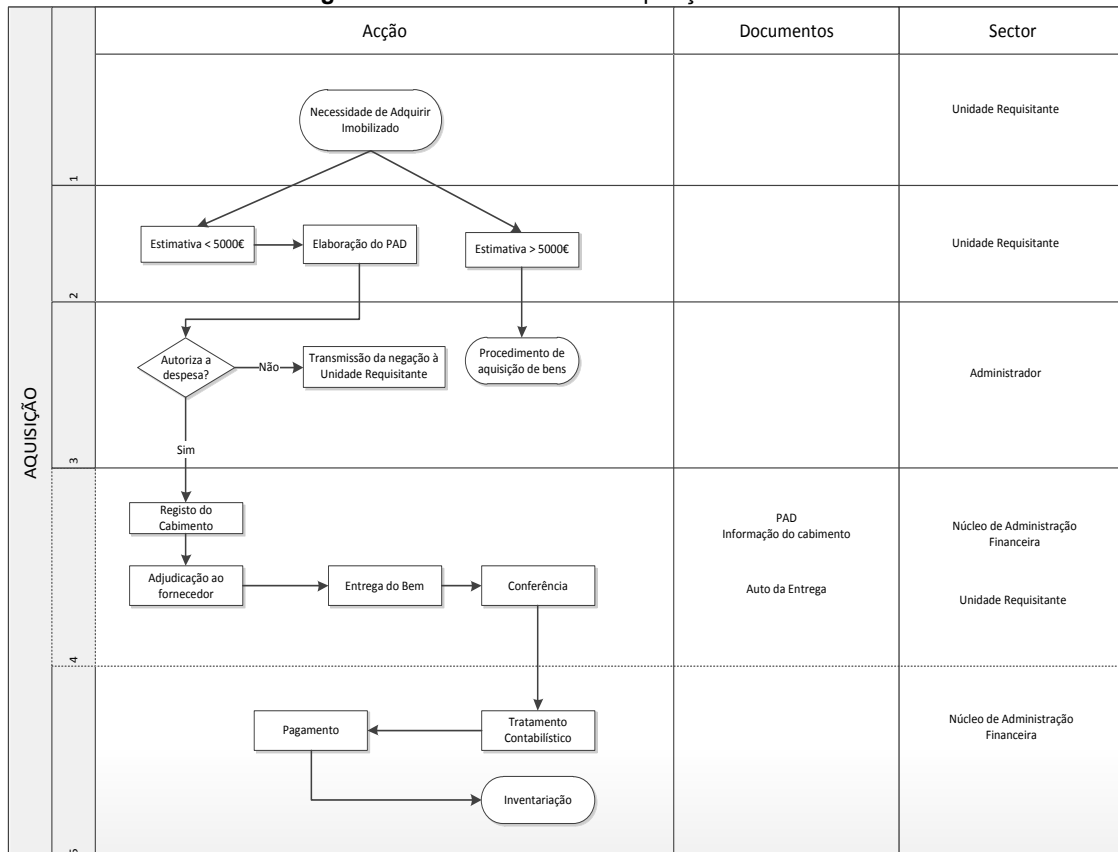 Acção
Documentos
Sector
AQUISIÇÃO
1
Necessidade de Adquirir
Imobilizado
Unidade Requisitante
2
Estimativa < 5000€
Elaboração do PAD
Estimativa > 5000€
Unidade Requisitante
3
Autoriza a
despesa?
Não
Transmissão da negação à
Unidade Requisitante
Procedimento de
aquisição de bens
Administrador
Sim
4
Registo do
Cabimento
PAD
Informação do cabimento
Núcleo de Administração
Financeira
Adjudicação ao
fornecedor
Entrega do Bem
Conferência
Auto da Entrega
Unidade Requisitante
Pagamento
Tratamento
Contabilístico
Núcleo de Administração
Financeira
Inventariação